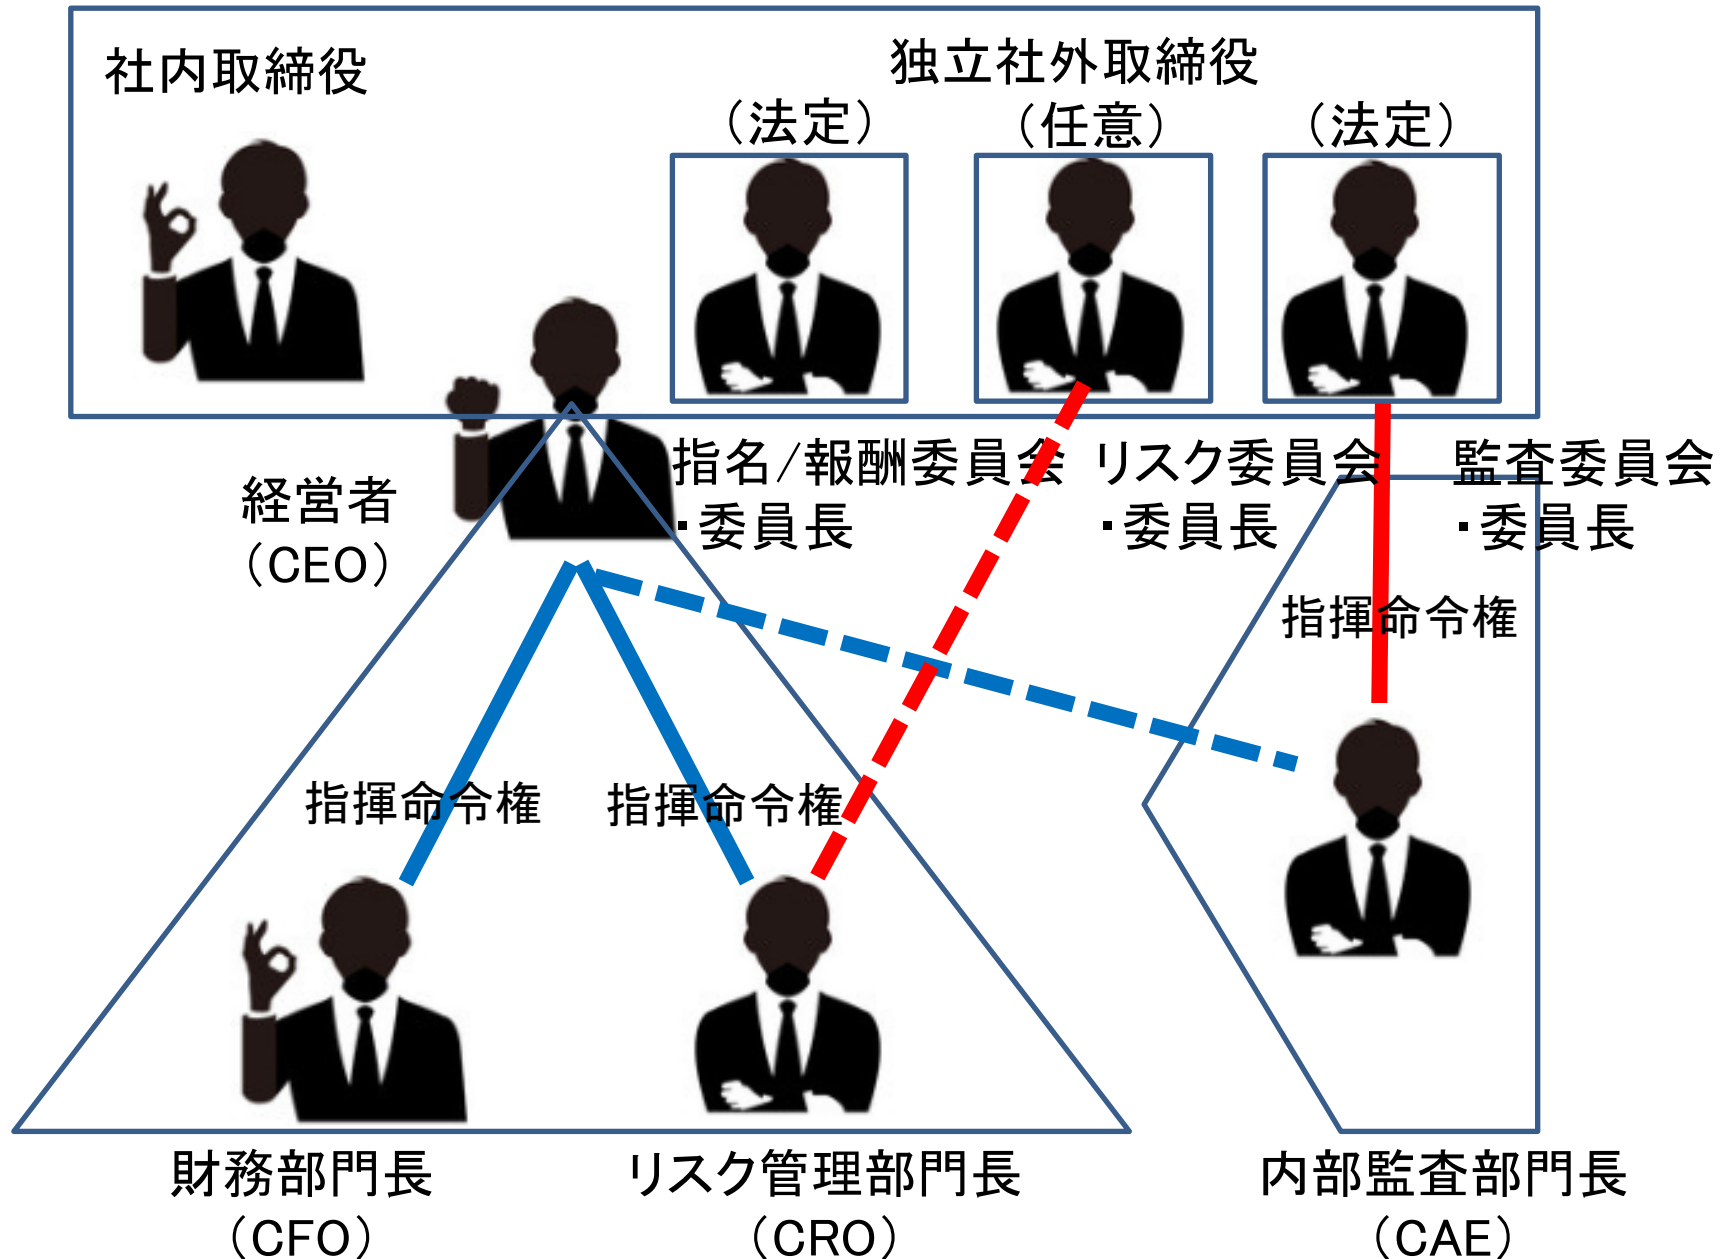 社内取締役
独立社外取締役
（法定）
（任意）
（法定）
経営者
（CEO）
指名/報酬委員会
・委員長
リスク委員会
・委員長
監査委員会
・委員長
指揮命令権
指揮命令権
指揮命令権
財務部門長
（CFO）
リスク管理部門長
（CRO）
内部監査部門長
（CAE）